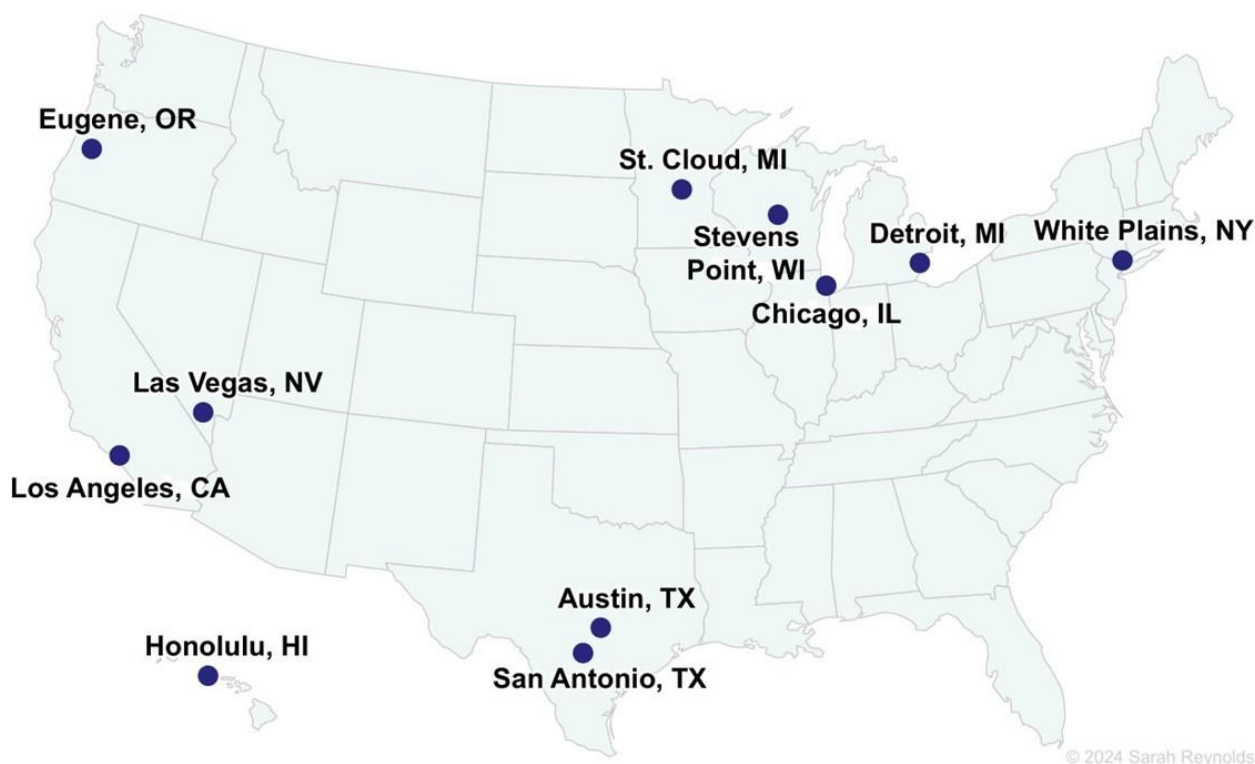 Eugene, OR
St. Cloud, MI
Stevens
Point, WI
Detroit, MI
White Plains, NY
Chicago, IL
Las Vegas, NV
Los Angeles, CA
Austin, TX
Honolulu, HI
San Antonio, TX
© 2024 Sarah Reynolds